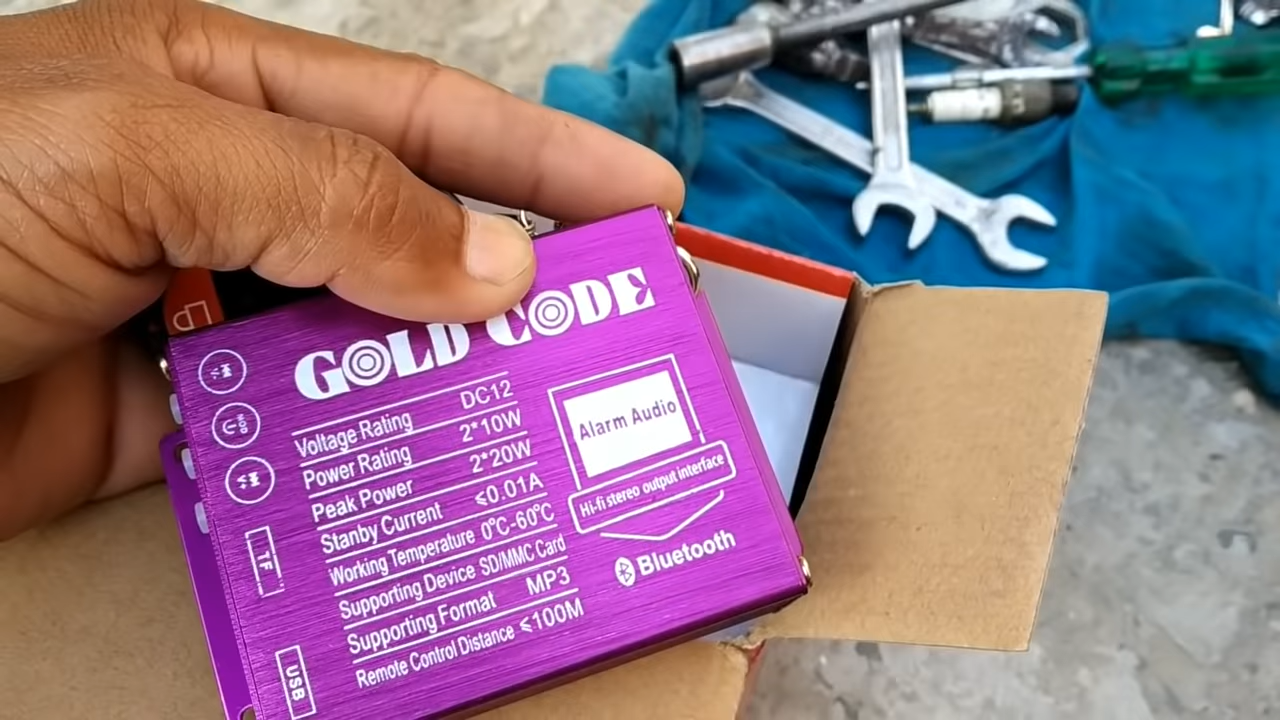 GOLD CODE
Voltage Rating DC12
Power Rating 2*10W
Peak Power 2*20W
Stanby Current ≤0.01A
Working Temperature 0℃-60℃
Supporting Device SD/MMC Card
Supporting Format MP3
Remote Control Distance ≤100M
Alarm Audio
Hi-fi stereo output interface
Bluetooth
MOD
TF
USB
LP